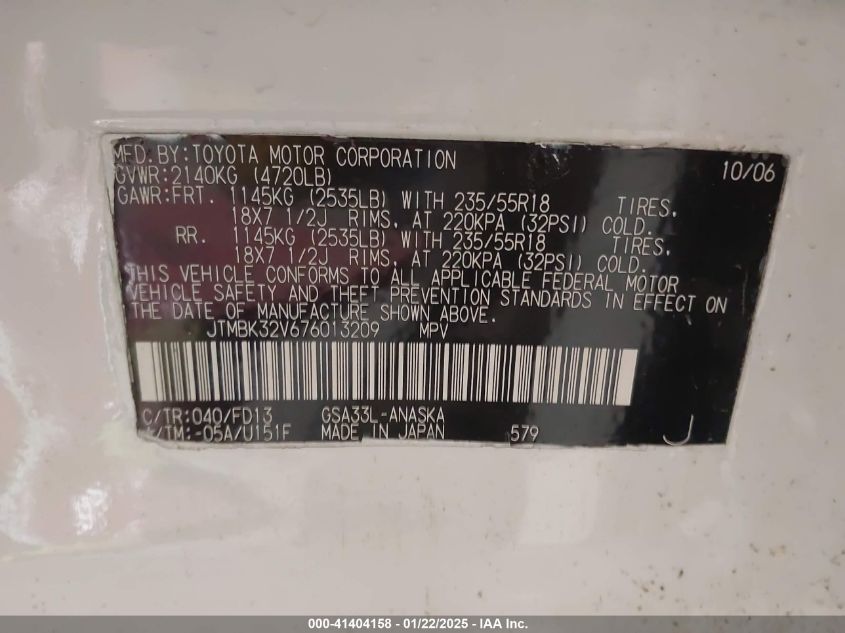 MFD.BY:TOYOTA MOTOR CORPORATION 10/06
GVWR:2140KG (4720LB)
GAWR:FRT. 1145KG (2535LB) WITH 235/55R18 TIRES,
18X7 1/2J RIMS, AT 220KPA (32PSI) COLD.
RR. 1145KG (2535LB) WITH 235/55R18 TIRES,
18X7 1/2J RIMS, AT 220KPA (32PSI) COLD.
THIS VEHICLE CONFORMS TO ALL APPLICABLE FEDERAL MOTOR
VEHICLE SAFETY AND THEFT PREVENTION STANDARDS IN EFFECT ON
THE DATE OF MANUFACTURE SHOWN ABOVE.
JTMBK32V676013209 MPV
C/TR:040/FD13 GSA33L-ANASKA
/TM:-05A/U151F MADE IN JAPAN 579 J
000-41404158 - 01/22/2025 - IAA Inc.